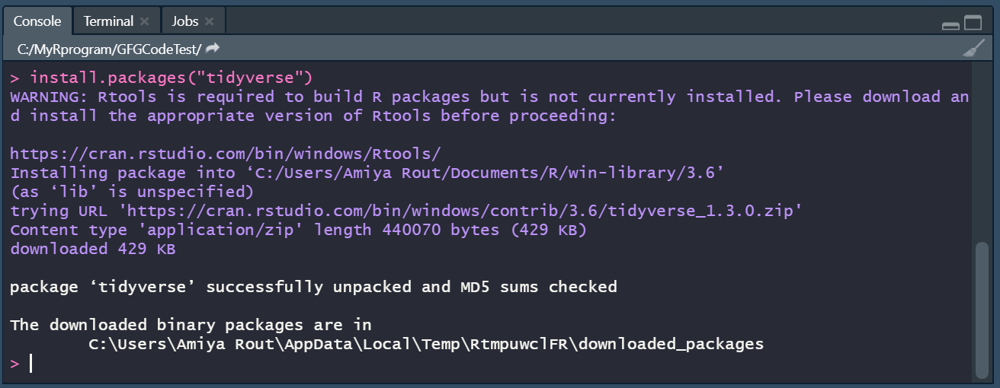 Console Terminal Jobs
C:/MyRprogram/GFGCodeTest/
> install.packages("tidyverse")
WARNING: Rtools is required to build R packages but is not currently installed. Please download an
d install the appropriate version of Rtools before proceeding:
https://cran.rstudio.com/bin/windows/Rtools/
Installing package into ‘C:/Users/Amiya Rout/Documents/R/win-library/3.6’
(as ‘lib’ is unspecified)
trying URL 'https://cran.rstudio.com/bin/windows/contrib/3.6/tidyverse_1.3.0.zip'
Content type 'application/zip' length 440070 bytes (429 KB)
downloaded 429 KB
package ‘tidyverse’ successfully unpacked and MD5 sums checked
The downloaded binary packages are in
C:\Users\Amiya Rout\AppData\Local\Temp\RtmpuwclFR\downloaded_packages
>